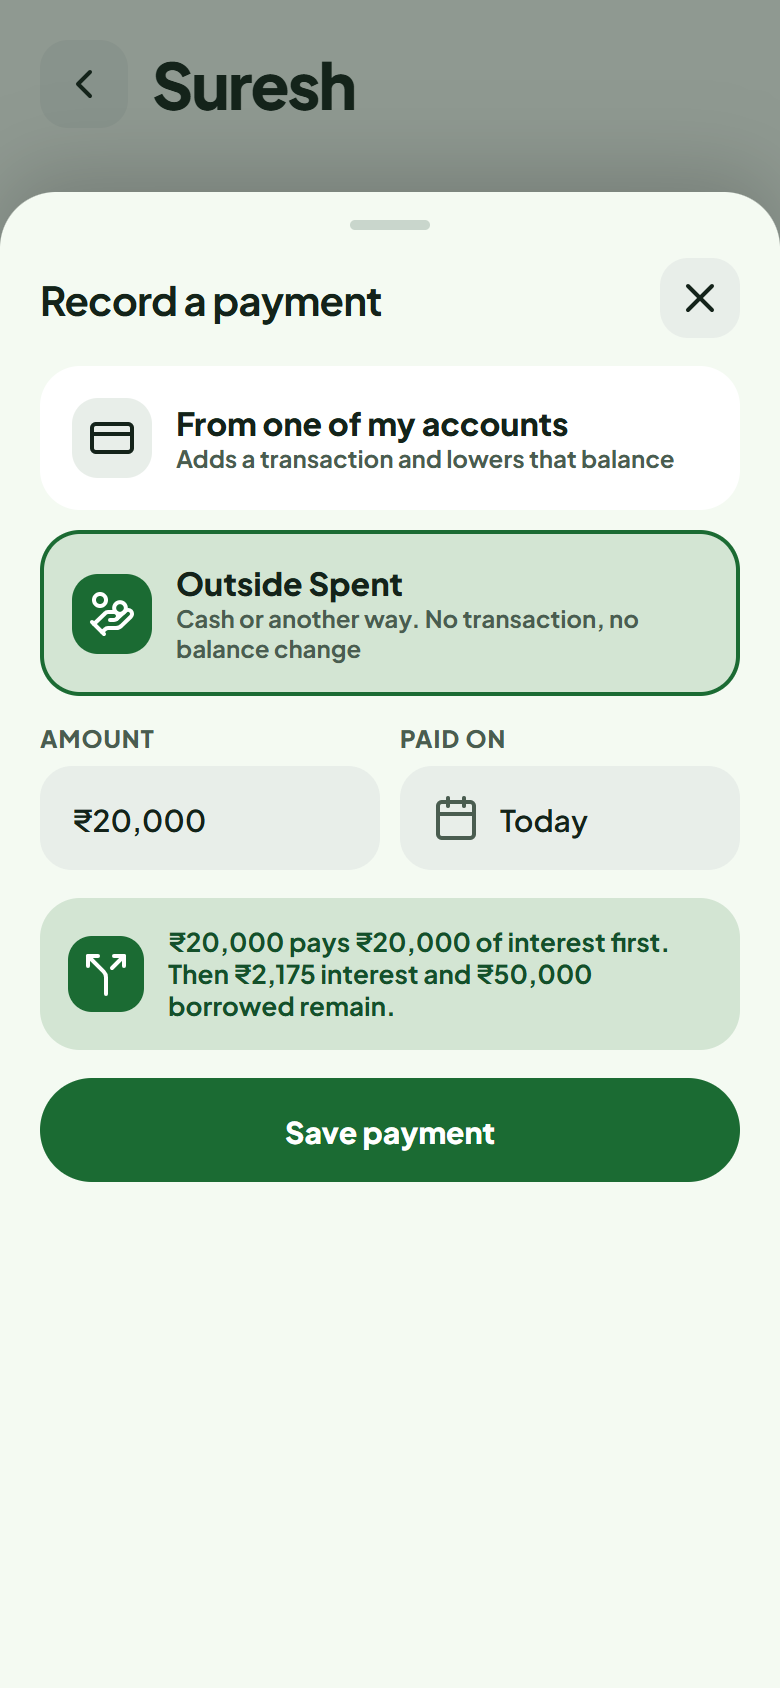 Suresh
Record a payment
From one of my accounts
Adds a transaction and lowers that balance
Outside Spent
Cash or another way. No transaction, no
balance change
AMOUNT
PAID ON
₹20,000
Today
₹20,000 pays ₹20,000 of interest first.
Then ₹2,175 interest and ₹50,000
borrowed remain.
Save payment